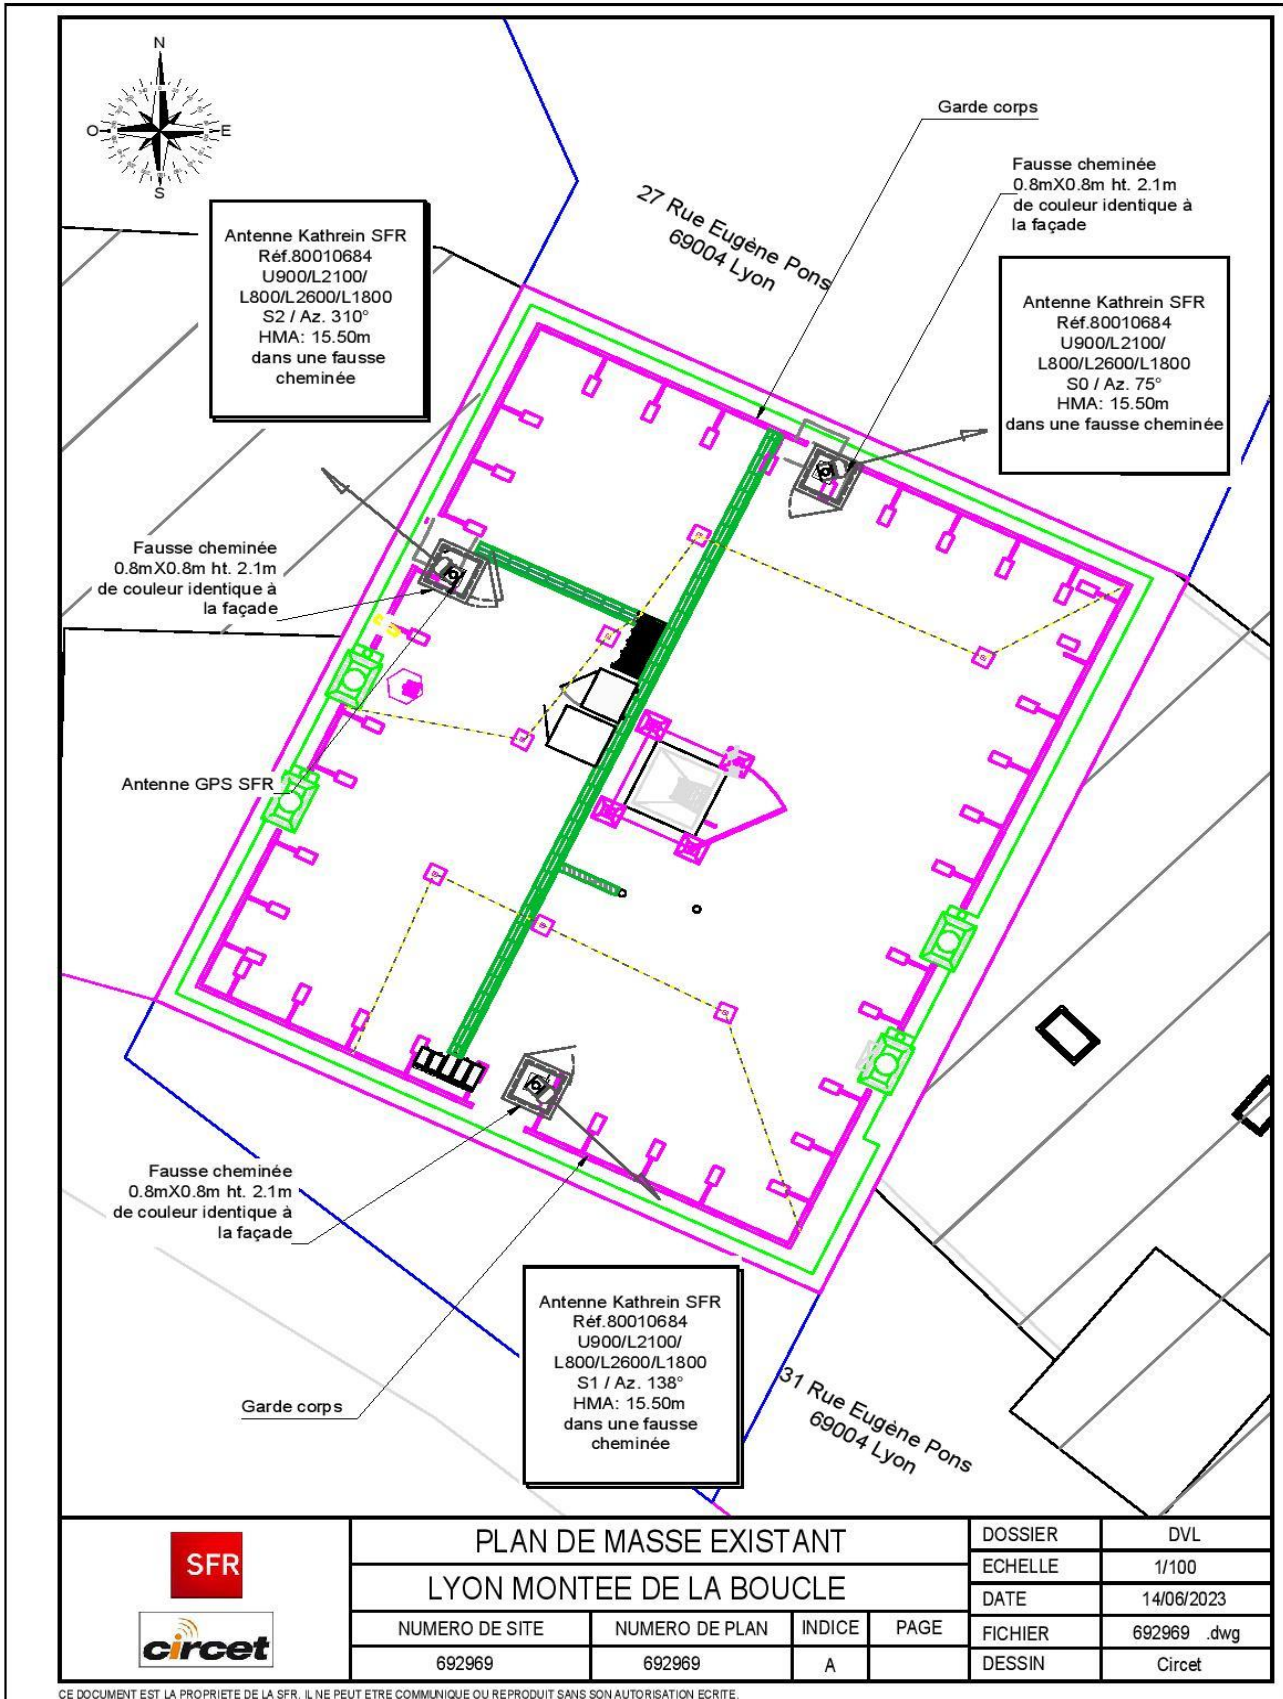 N
O
E
S
Garde corps
Fausse cheminée
0.8mX0.8m ht. 2.1m
de couleur identique à
la façade
27 Rue Eugène Pons
69004 Lyon
Antenne Kathrein SFR
Réf.80010684
U900/L2100/
L800/L2600/L1800
S2 / Az. 310°
HMA: 15.50m
dans une fausse
cheminée
Antenne Kathrein SFR
Réf.80010684
U900/L2100/
L800/L2600/L1800
S0 / Az. 75°
HMA: 15.50m
dans une fausse cheminée
Fausse cheminée
0.8mX0.8m ht. 2.1m
de couleur identique à
la façade
Antenne GPS SFR
Fausse cheminée
0.8mX0.8m ht. 2.1m
de couleur identique à
la façade
Antenne Kathrein SFR
Réf.80010684
U900/L2100/
L800/L2600/L1800
S1 / Az. 138°
HMA: 15.50m
dans une fausse
cheminée
Garde corps
31 Rue Eugène Pons
69004 Lyon
SFR
circet
PLAN DE MASSE EXISTANT
LYON MONTEE DE LA BOUCLE
NUMERO DE SITE NUMERO DE PLAN INDICE PAGE
692969 692969 A
DOSSIER DVL
ECHELLE 1/100
DATE 14/06/2023
FICHIER 692969 .dwg
DESSIN Circet
CE DOCUMENT EST LA PROPRIETE DE LA SFR. IL NE PEUT ETRE COMMUNIQUE OU REPRODUIT SANS SON AUTORISATION ECRITE.